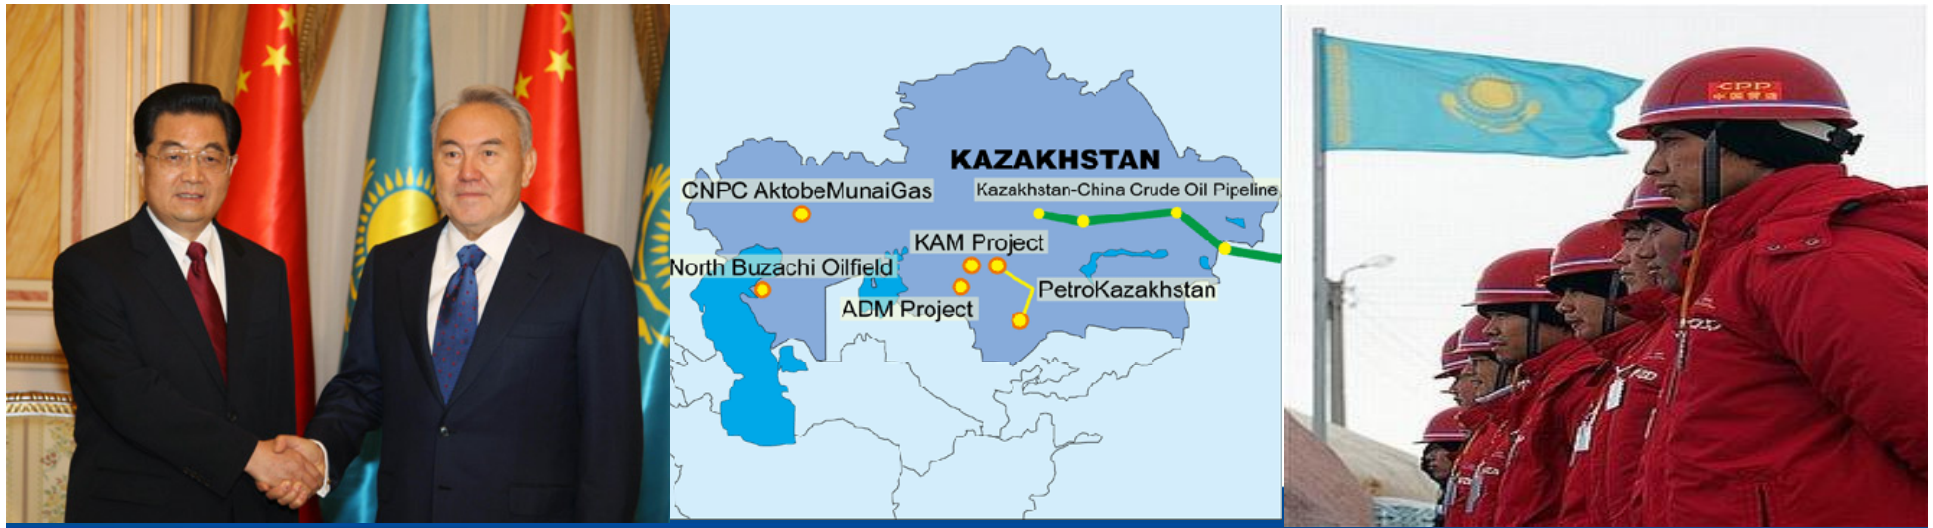 KAZAKHSTAN
CNPC AktobeMunaiGas
Kazakhstan-China Crude Oil Pipeline
KAM Project
North Buzachi Oilfield
PetroKazakhstan
ADM Project
CPP
中国管道